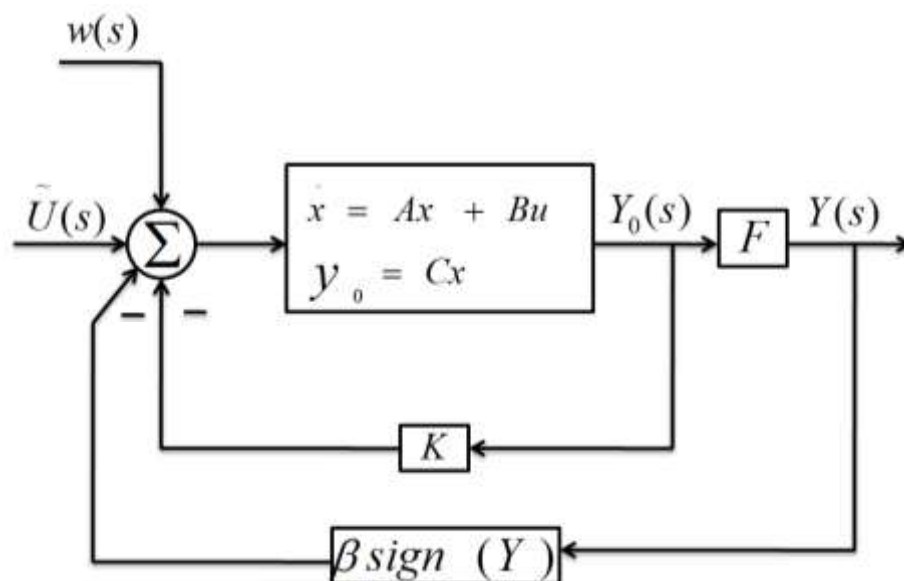 w(s)
Ũ(s)
Σ
ẋ = Ax + Bu
y₀ = Cx
Y₀(s)
F
Y(s)
−
−
K
β sign (Y)